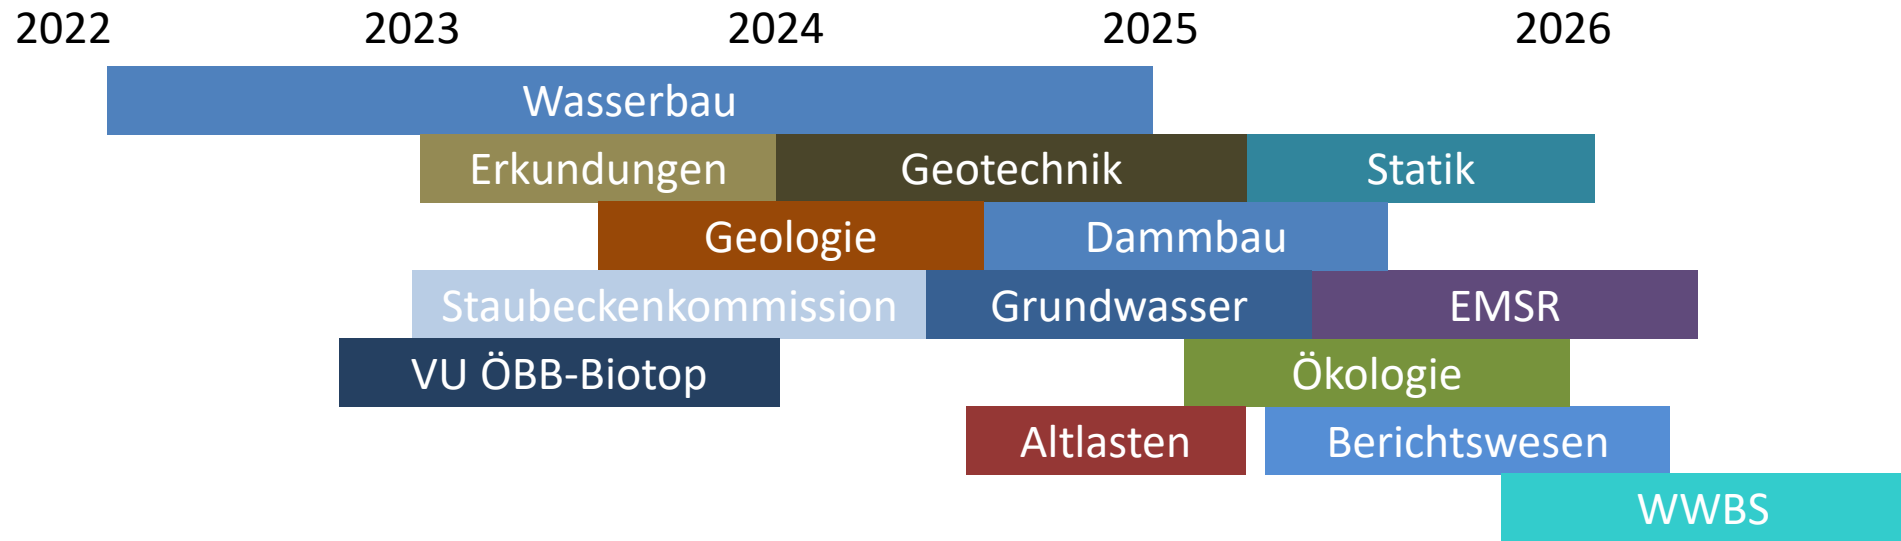 2022 2023 2024 2025 2026
Wasserbau
Erkundungen Geotechnik Statik
Geologie Dammbau
Staubeckenkommission Grundwasser EMSR
VU ÖBB-Biotop Ökologie
Altlasten Berichtswesen
WWBS